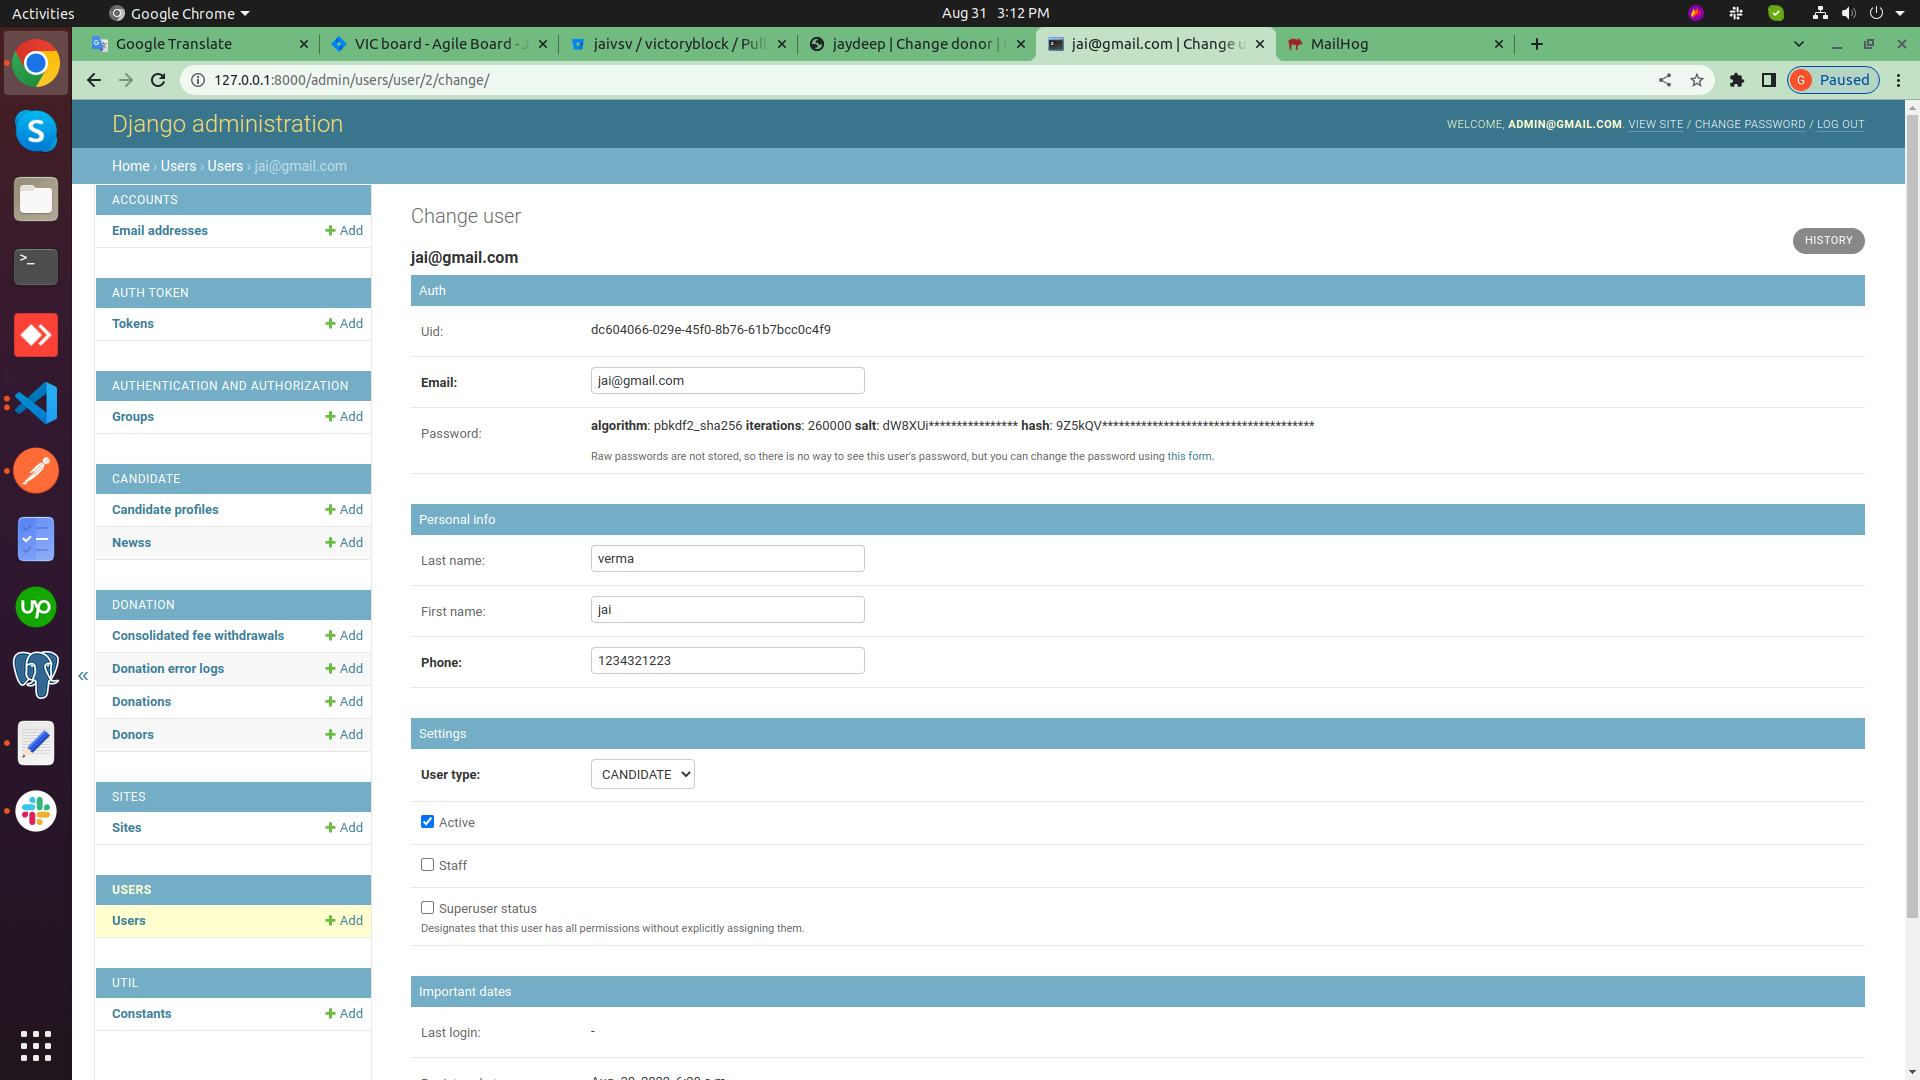 Activities Google Chrome Aug 31 3:12 PM
Google Translate VIC board - Agile Board - J jaivsv / victoryblock / Pull jaydeep | Change donor | D jai@gmail.com | Change u MailHog
127.0.0.1:8000/admin/users/user/2/change/ G Paused
Django administration
WELCOME, ADMIN@GMAIL.COM. VIEW SITE / CHANGE PASSWORD / LOG OUT
Home › Users › Users › jai@gmail.com
ACCOUNTS
Email addresses Add
AUTH TOKEN
Tokens Add
AUTHENTICATION AND AUTHORIZATION
Groups Add
CANDIDATE
Candidate profiles Add
Newss Add
DONATION
Consolidated fee withdrawals Add
Donation error logs Add
Donations Add
Donors Add
SITES
Sites Add
USERS
Users Add
UTIL
Constants Add
«
Change user
HISTORY
jai@gmail.com
Auth
Uid: dc604066-029e-45f0-8b76-61b7bcc0c4f9
Email: jai@gmail.com
Password: algorithm: pbkdf2_sha256 iterations: 260000 salt: dW8XUi**************** hash: 9Z5kQV**************************************
Raw passwords are not stored, so there is no way to see this user's password, but you can change the password using this form.
Personal info
Last name: verma
First name: jai
Phone: 1234321223
Settings
User type: CANDIDATE
Active
Staff
Superuser status
Designates that this user has all permissions without explicitly assigning them.
Important dates
Last login: -